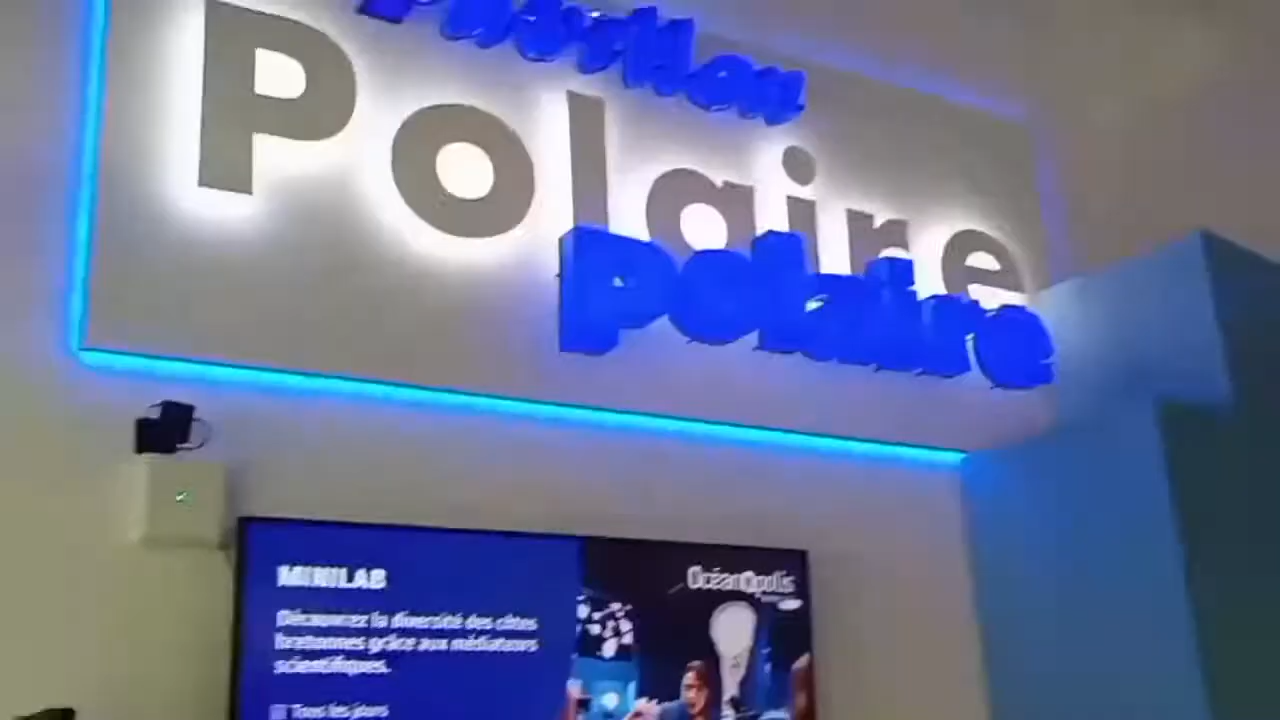 Pavillon
Polaire
Polaire
MINILAB
Découvrez la diversité des côtes
bretonnes grâce aux médiateurs
scientifiques.
Tous les jours
Océanopolis